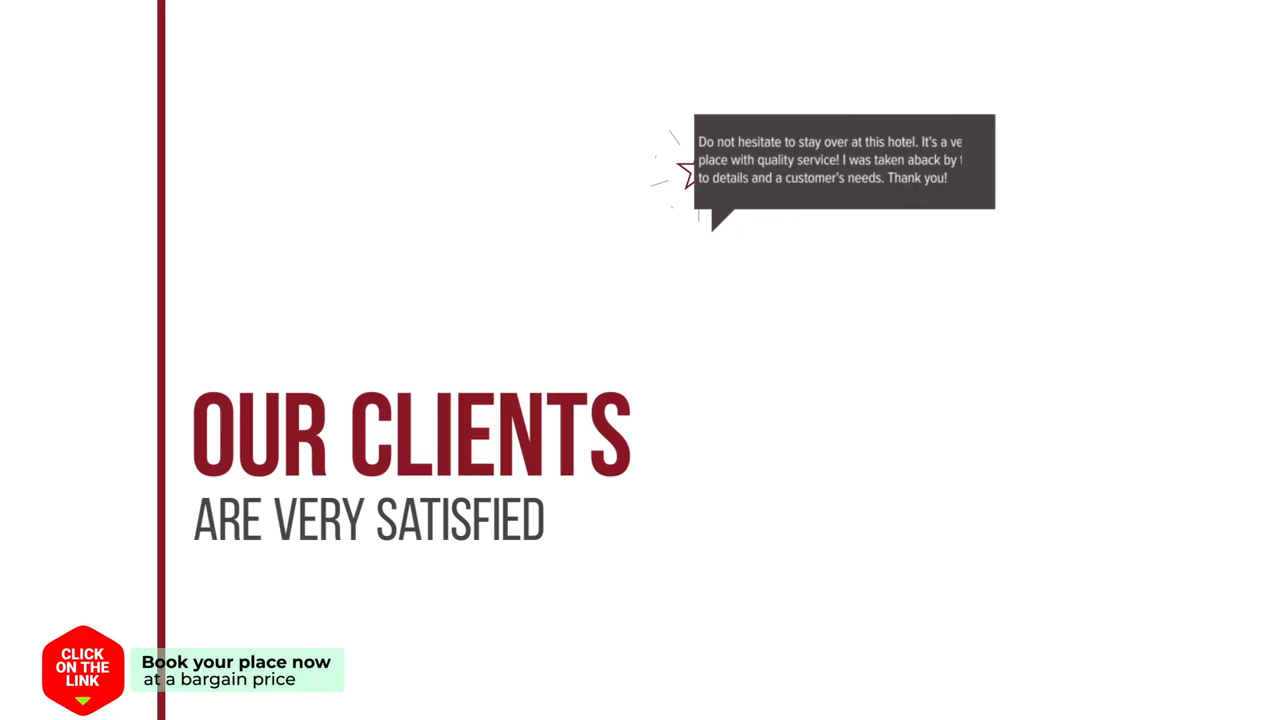 Do not hesitate to stay over at this hotel. It's a
place with quality service! I was taken aback by
to details and a customer's needs. Thank you!
OUR CLIENTS
ARE VERY SATISFIED
CLICK
ON THE
LINK
Book your place now
at a bargain price